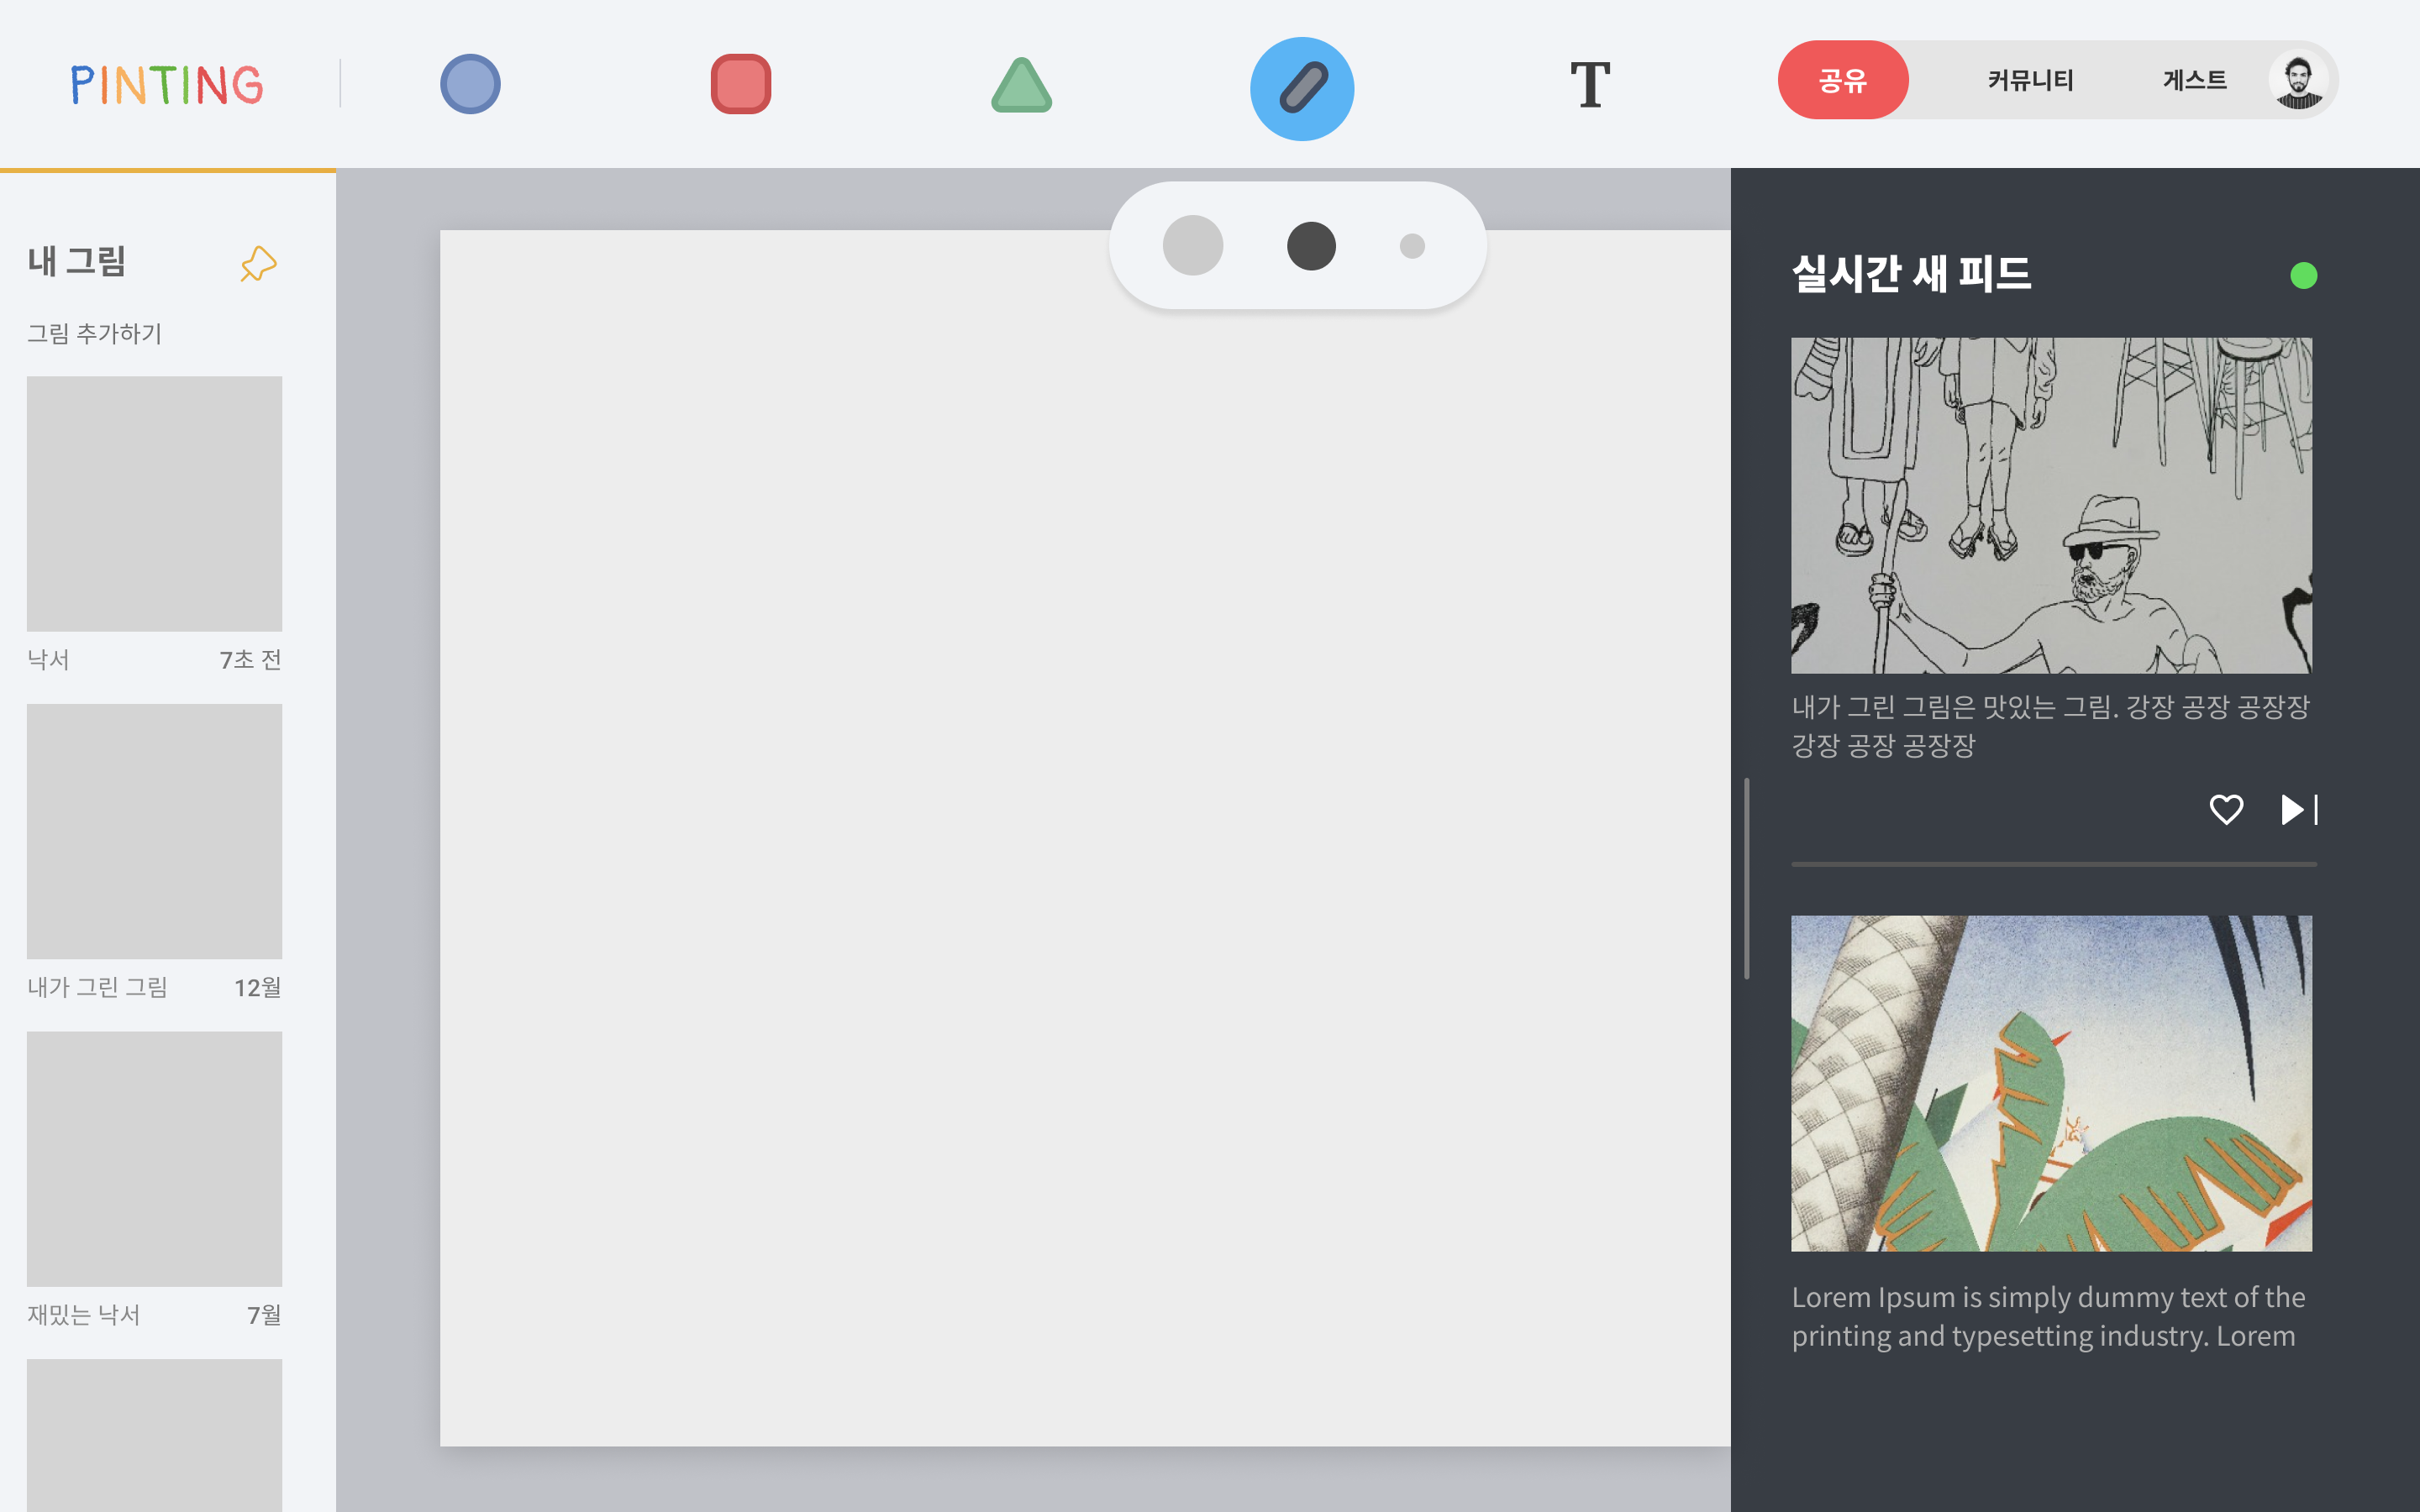 PINTING
T
공유
커뮤니티
게스트
내 그림
그림 추가하기
낙서
7초 전
내가 그린 그림
12월
재밌는 낙서
7월
실시간 새 피드
내가 그린 그림은 맛있는 그림. 강장 공장 공장장
강장 공장 공장장
Lorem Ipsum is simply dummy text of the
printing and typesetting industry. Lorem